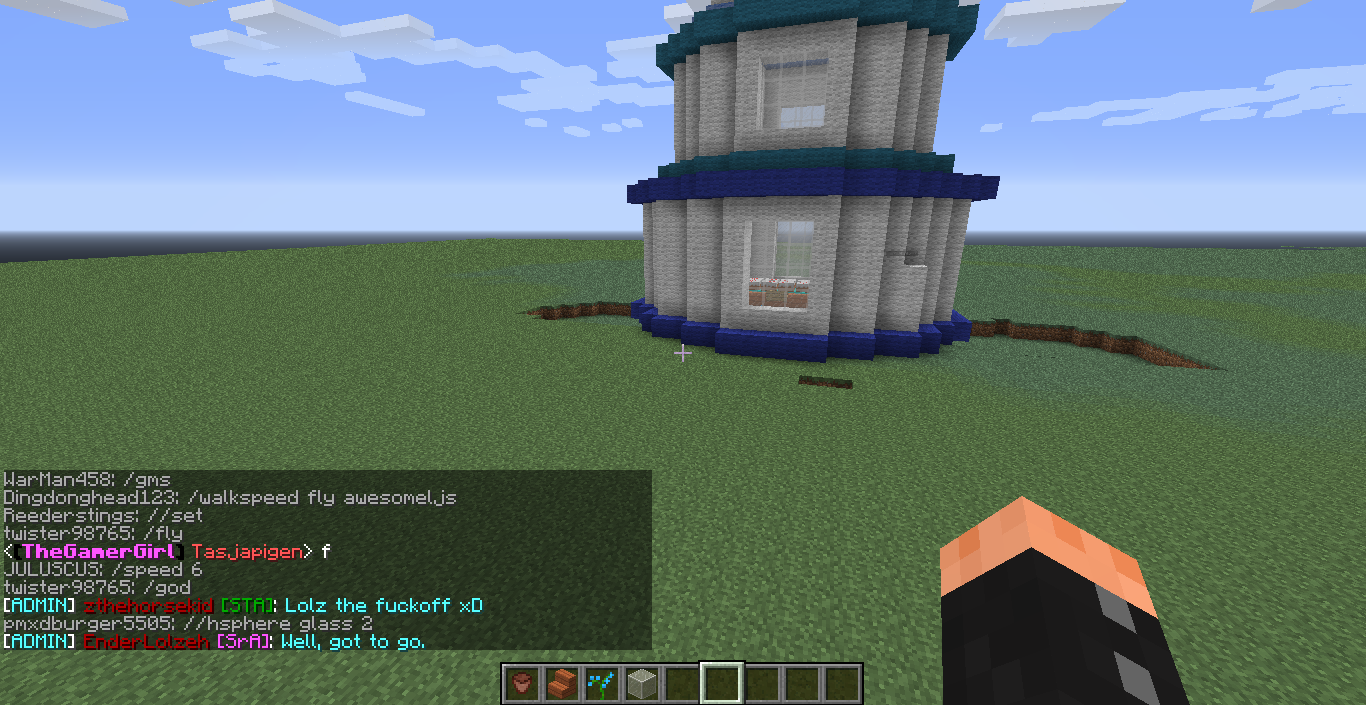 WarMan458: /gms
Dingdonghead123: /walkspeed fly awesomel.js
Reederstings: //set
twister98765: /fly
<[TheGamerGirl] Tasjapigen> f
JULUSCUS: /speed 6
twister98765: /god
[ADMIN] zthehorsekid [STA]: Lolz the fuckoff xD
pmxdburger5505: //hsphere glass 2
[ADMIN] EnderLolzeh [SrA]: Well, got to go.